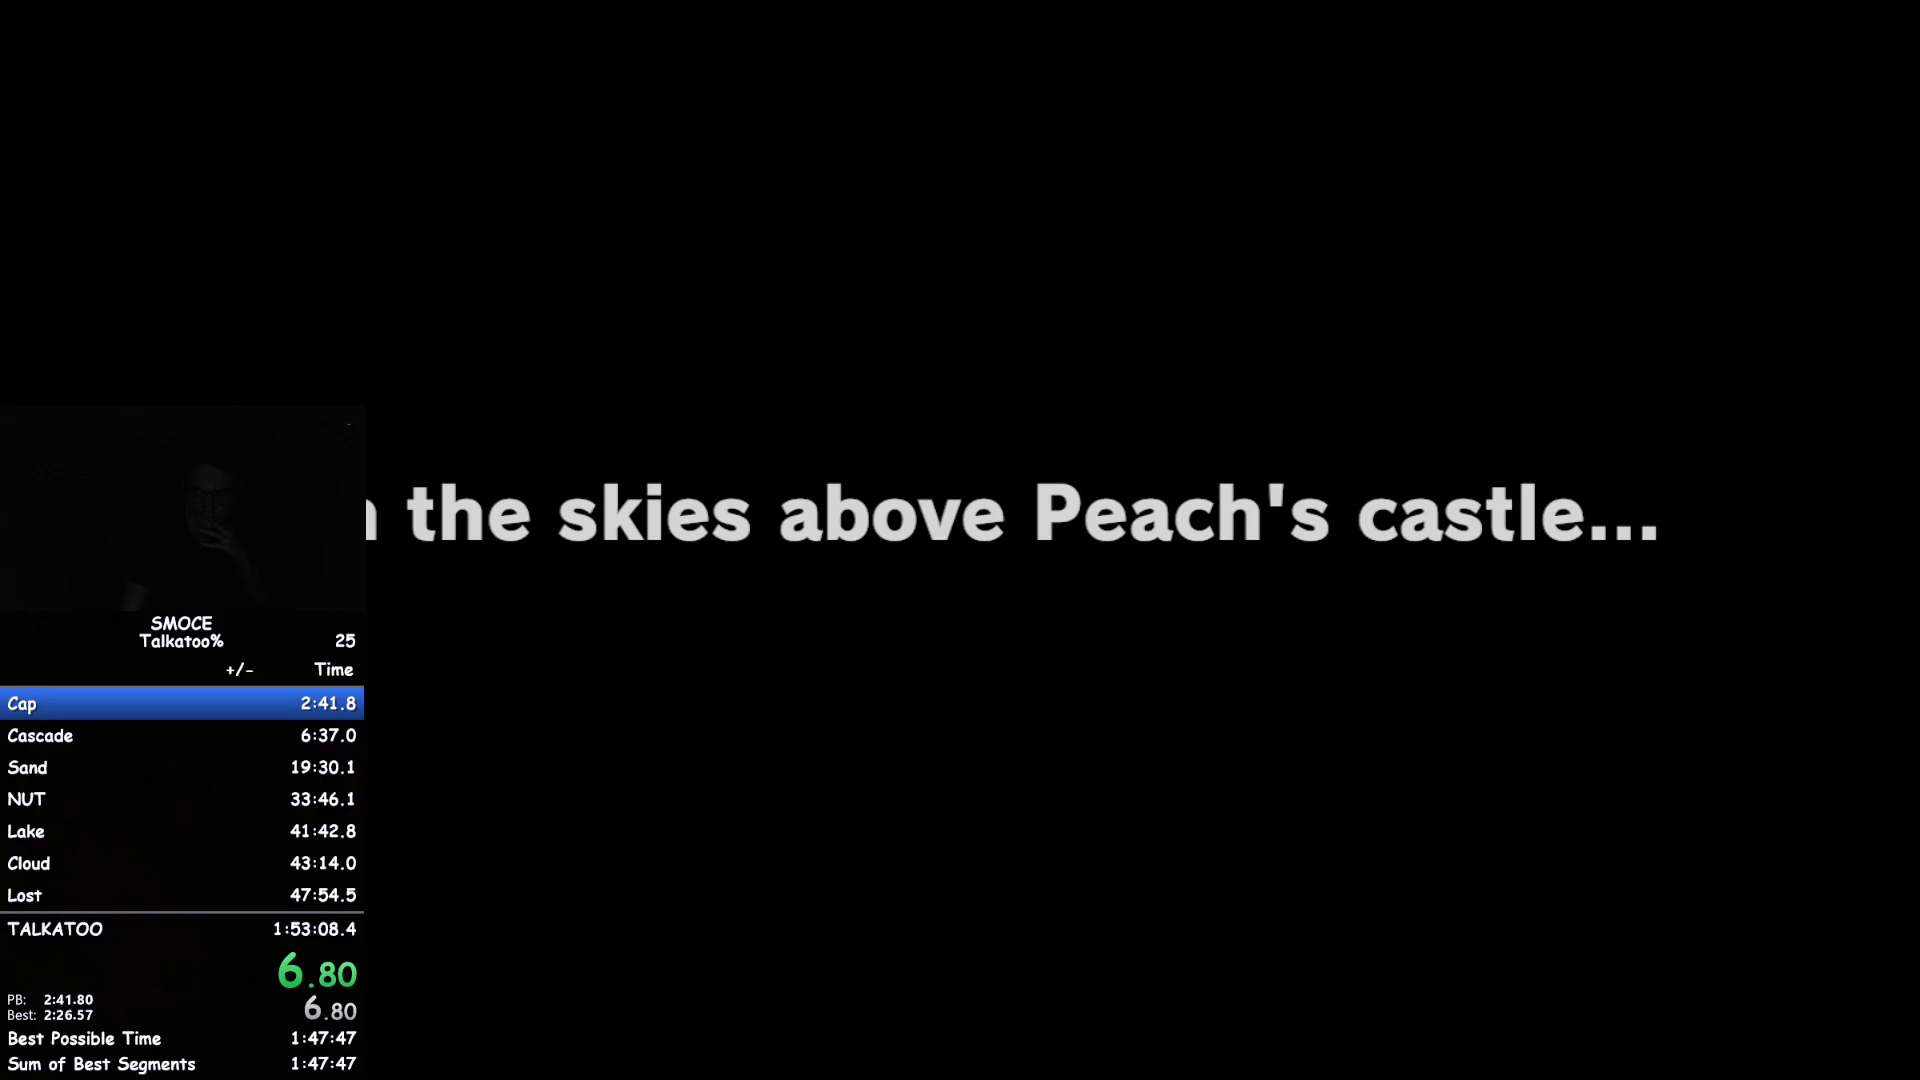 the skies above Peach's castle...
SMOCE
Talkatoo% 25
+/- Time
Cap 2:41.8
Cascade 6:37.0
Sand 19:30.1
NUT 33:46.1
Lake 41:42.8
Cloud 43:14.0
Lost 47:54.5
TALKATOO 1:53:08.4
6.80
PB: 2:41.80
Best: 2:26.57
6.80
Best Possible Time 1:47:47
Sum of Best Segments 1:47:47